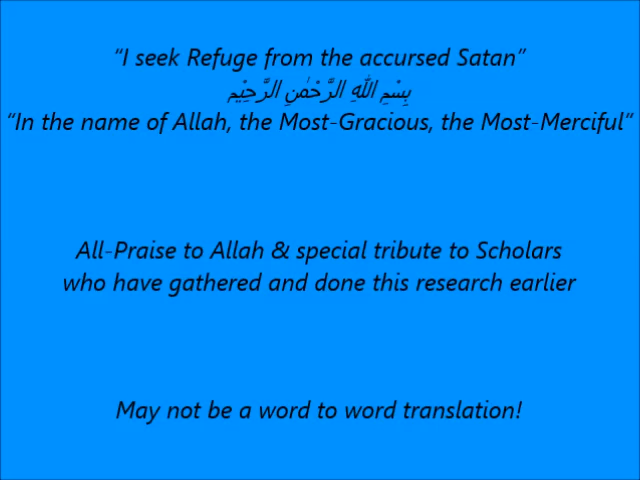 “I seek Refuge from the accursed Satan”
بِسْمِ اللهِ الرَّحْمٰنِ الرَّحِيْمِ
“In the name of Allah, the Most-Gracious, the Most-Merciful”
All-Praise to Allah & special tribute to Scholars
who have gathered and done this research earlier
May not be a word to word translation!